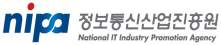 nipa 정보통신산업진흥원
National IT Industry Promotion Agency